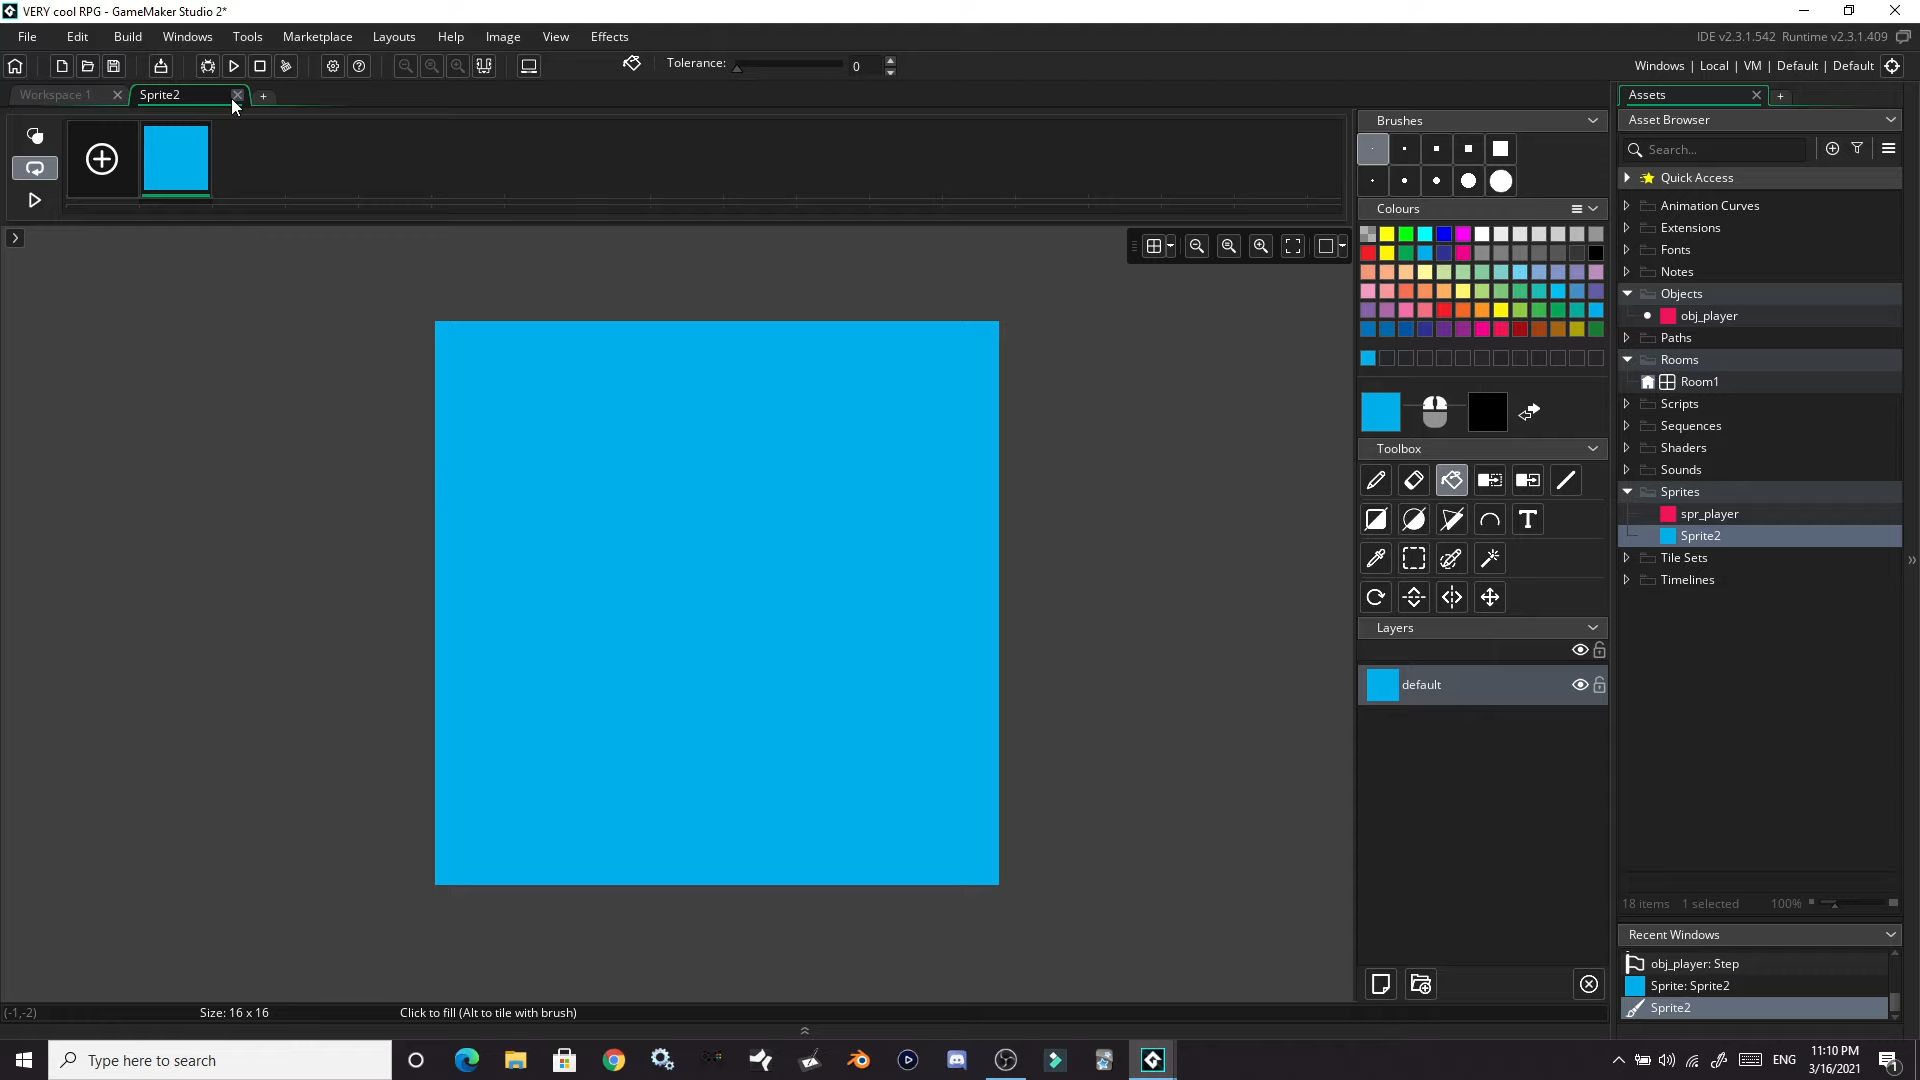 VERY cool RPG - GameMaker Studio 2*
File Edit Build Windows Tools Marketplace Layouts Help Image View Effects
IDE v2.3.1.542 Runtime v2.3.1.409
Tolerance: 0
Windows | Local | VM | Default | Default
Workspace 1
Sprite2
Assets
Brushes
Asset Browser
Search...
Quick Access
Colours
Animation Curves
Extensions
Fonts
Notes
Objects
obj_player
Paths
Rooms
Room1
Scripts
Sequences
Toolbox
Shaders
Sounds
Sprites
spr_player
Sprite2
Tile Sets
Timelines
Layers
default
18 items 1 selected 100%
Recent Windows
obj_player: Step
Sprite: Sprite2
Sprite2
(-1,-2) Size: 16 x 16 Click to fill (Alt to tile with brush)
Type here to search
ENG
11:10 PM
3/16/2021
1